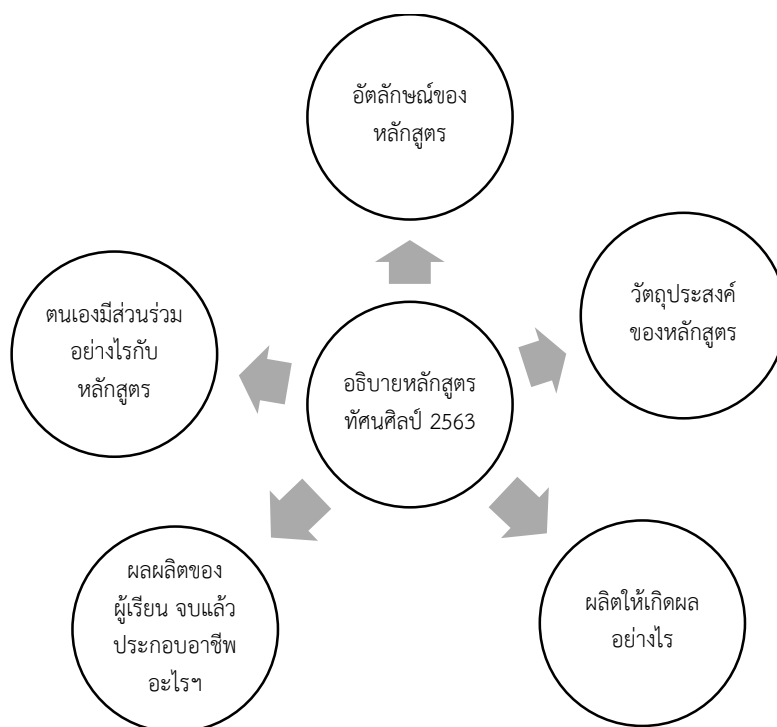 อัตลักษณ์ของ
หลักสูตร
วัตถุประสงค์
ของหลักสูตร
ตนเองมีส่วนร่วม
อย่างไรกับ
หลักสูตร
อธิบายหลักสูตร
ทัศนศิลป์ 2563
ผลผลิตของ
ผู้เรียน จบแล้ว
ประกอบอาชีพ
อะไรฯ
ผลิตให้เกิดผล
อย่างไร